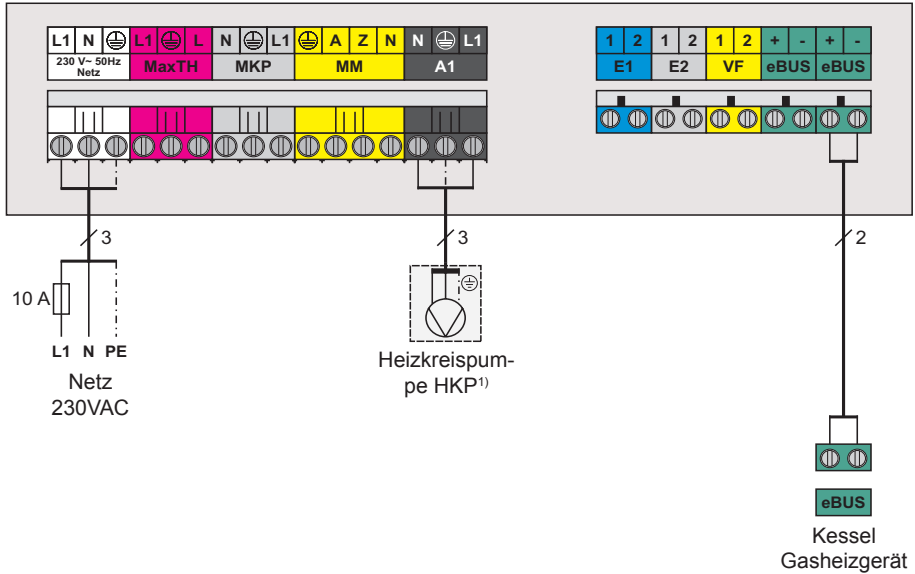 L1 N L1 L N L1 A Z N N L1 1 2 1 2 1 2 + - + -
230 V~ 50Hz
Netz
MaxTH MKP MM A1 E1 E2 VF eBUS eBUS
3 3 2
10 A
L1 N PE
Netz
230VAC
Heizkreispum-
pe HKP1)
eBUS
Kessel
Gasheizgerät